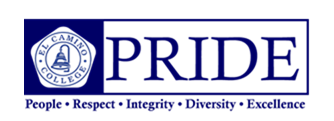 EL CAMINO
COLLEGE
PRIDE
People • Respect • Integrity • Diversity • Excellence